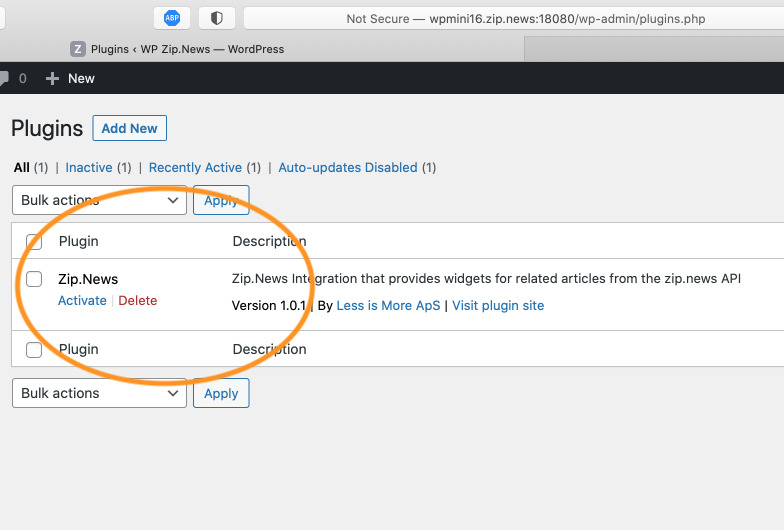 ABP
Not Secure — wpmini16.zip.news:18080/wp-admin/plugins.php
Z Plugins ‹ WP Zip.News — WordPress
0 + New
Plugins Add New
All (1) | Inactive (1) | Recently Active (1) | Auto-updates Disabled (1)
Bulk actions Apply
Plugin Description
Zip.News Zip.News Integration that provides widgets for related articles from the zip.news API
Activate | Delete Version 1.0.1 | By Less is More ApS | Visit plugin site
Plugin Description
Bulk actions Apply